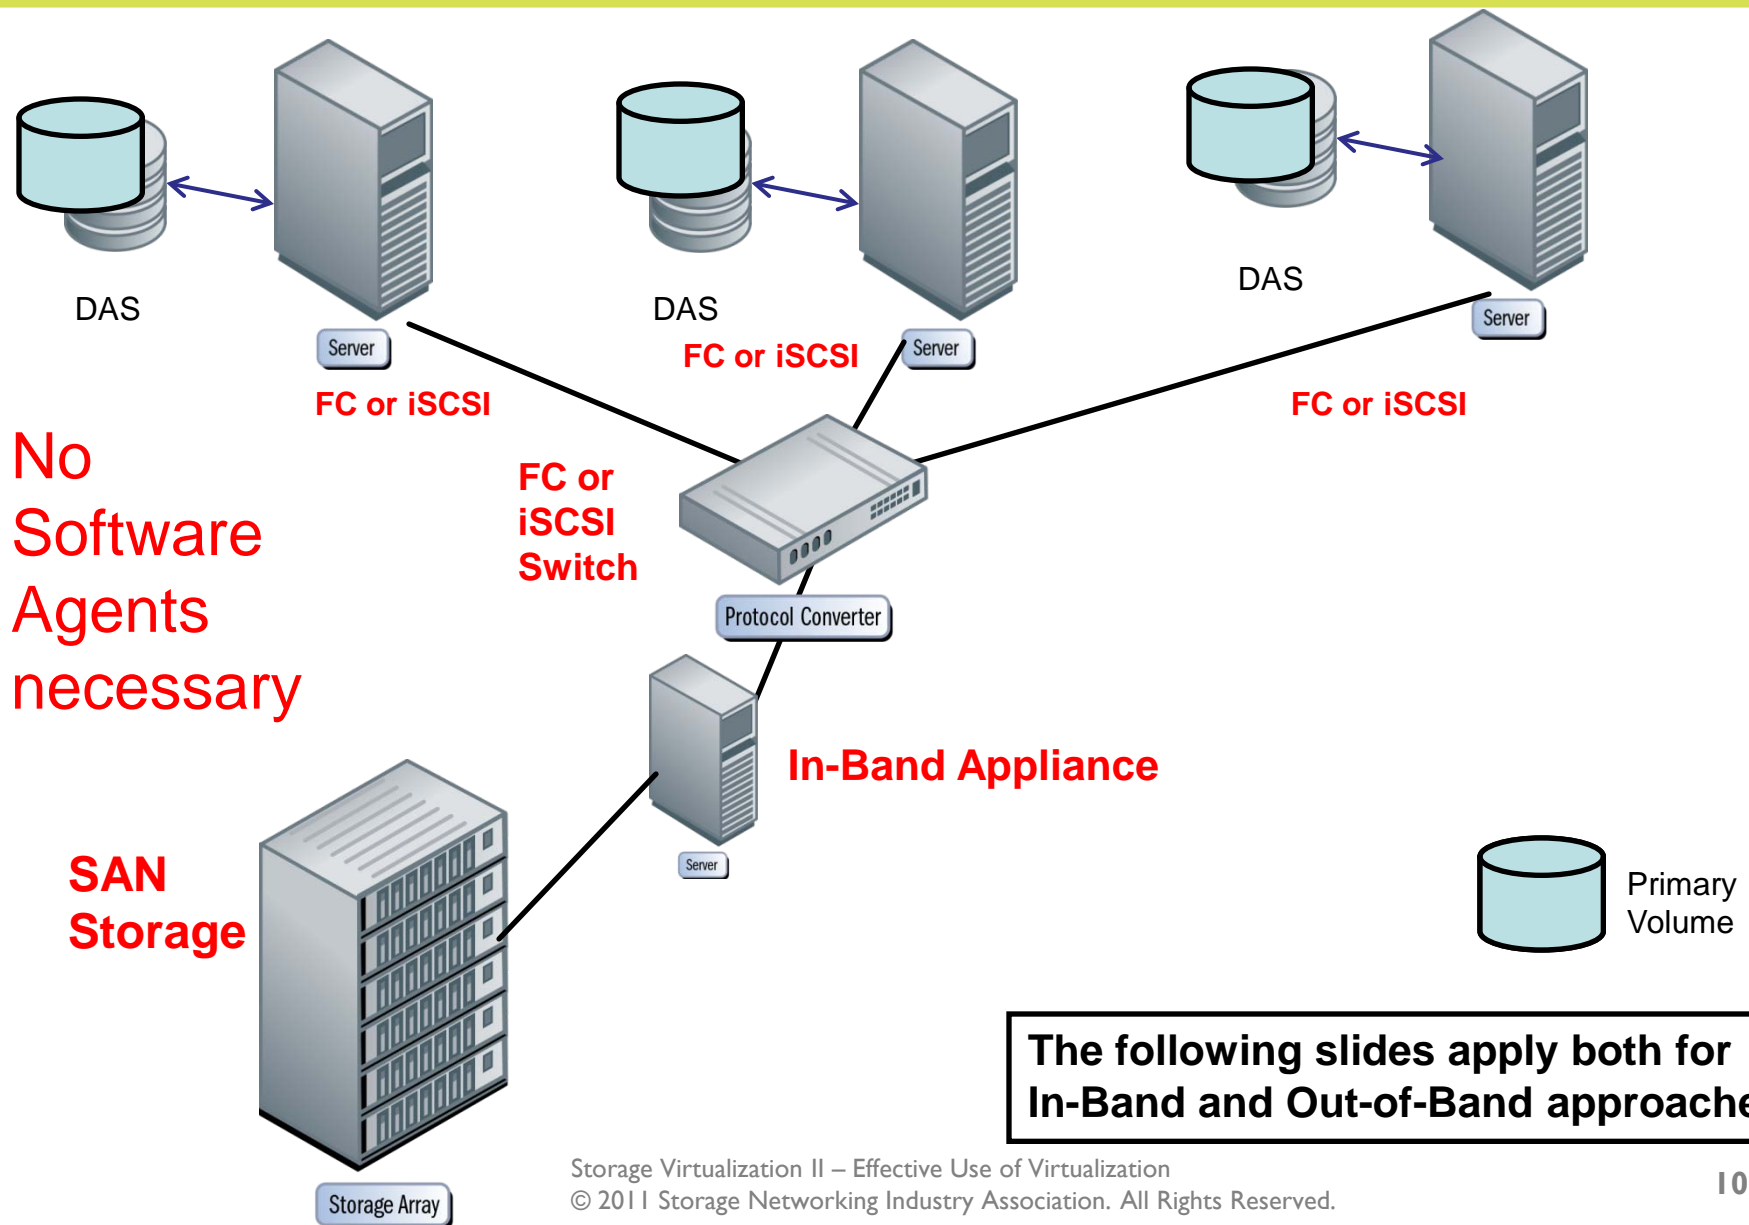 DAS
Server
FC or iSCSI
DAS
FC or iSCSI
Server
DAS
Server
FC or iSCSI
No
Software
Agents
necessary
FC or
iSCSI
Switch
Protocol Converter
In-Band Appliance
Server
SAN
Storage
Storage Array
Primary
Volume
The following slides apply both for
In-Band and Out-of-Band approache
Storage Virtualization II – Effective Use of Virtualization
© 2011 Storage Networking Industry Association. All Rights Reserved.
10